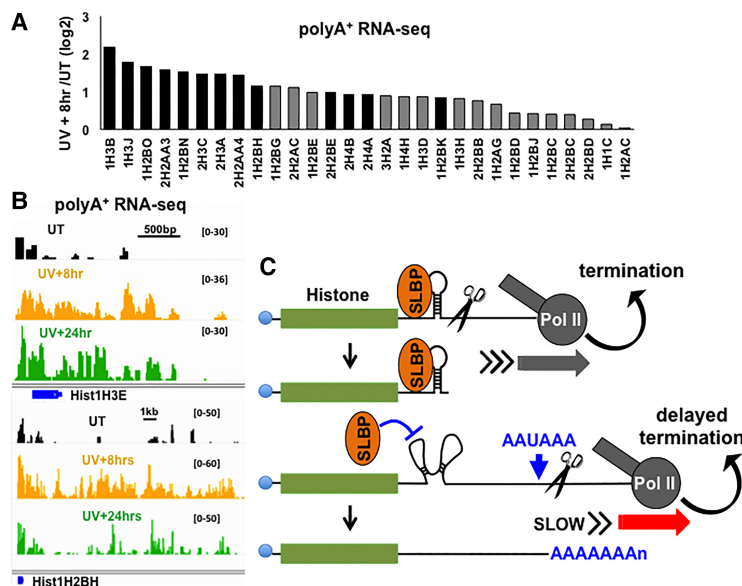 A
polyA+ RNA-seq
UV + 8hr /UT (log2)
3
2
1
0
1H3B
1H3J
1H2BO
2H2AA3
1H2BN
2H3C
2H3A
2H2AA4
1H2BH
1H2BG
2H2AC
1H2BE
2H2BE
2H4B
2H4A
3H2A
1H4H
1H3D
1H2BK
1H3H
2H2BB
1H2AG
1H2BD
1H2BJ
1H2BC
2H2BC
2H2BD
1H1C
1H2AC
B
polyA+ RNA-seq
UT
500bp
[0-30]
UV+8hr
[0-36]
UV+24hr
[0-30]
Hist1H3E
UT
1kb
[0-50]
UV+8hrs
[0-60]
UV+24hrs
[0-50]
Hist1H2BH
C
Histone
SLBP
Pol II
termination
SLBP
SLBP
AAUAAA
Pol II
delayed
termination
SLOW
AAAAAAAn